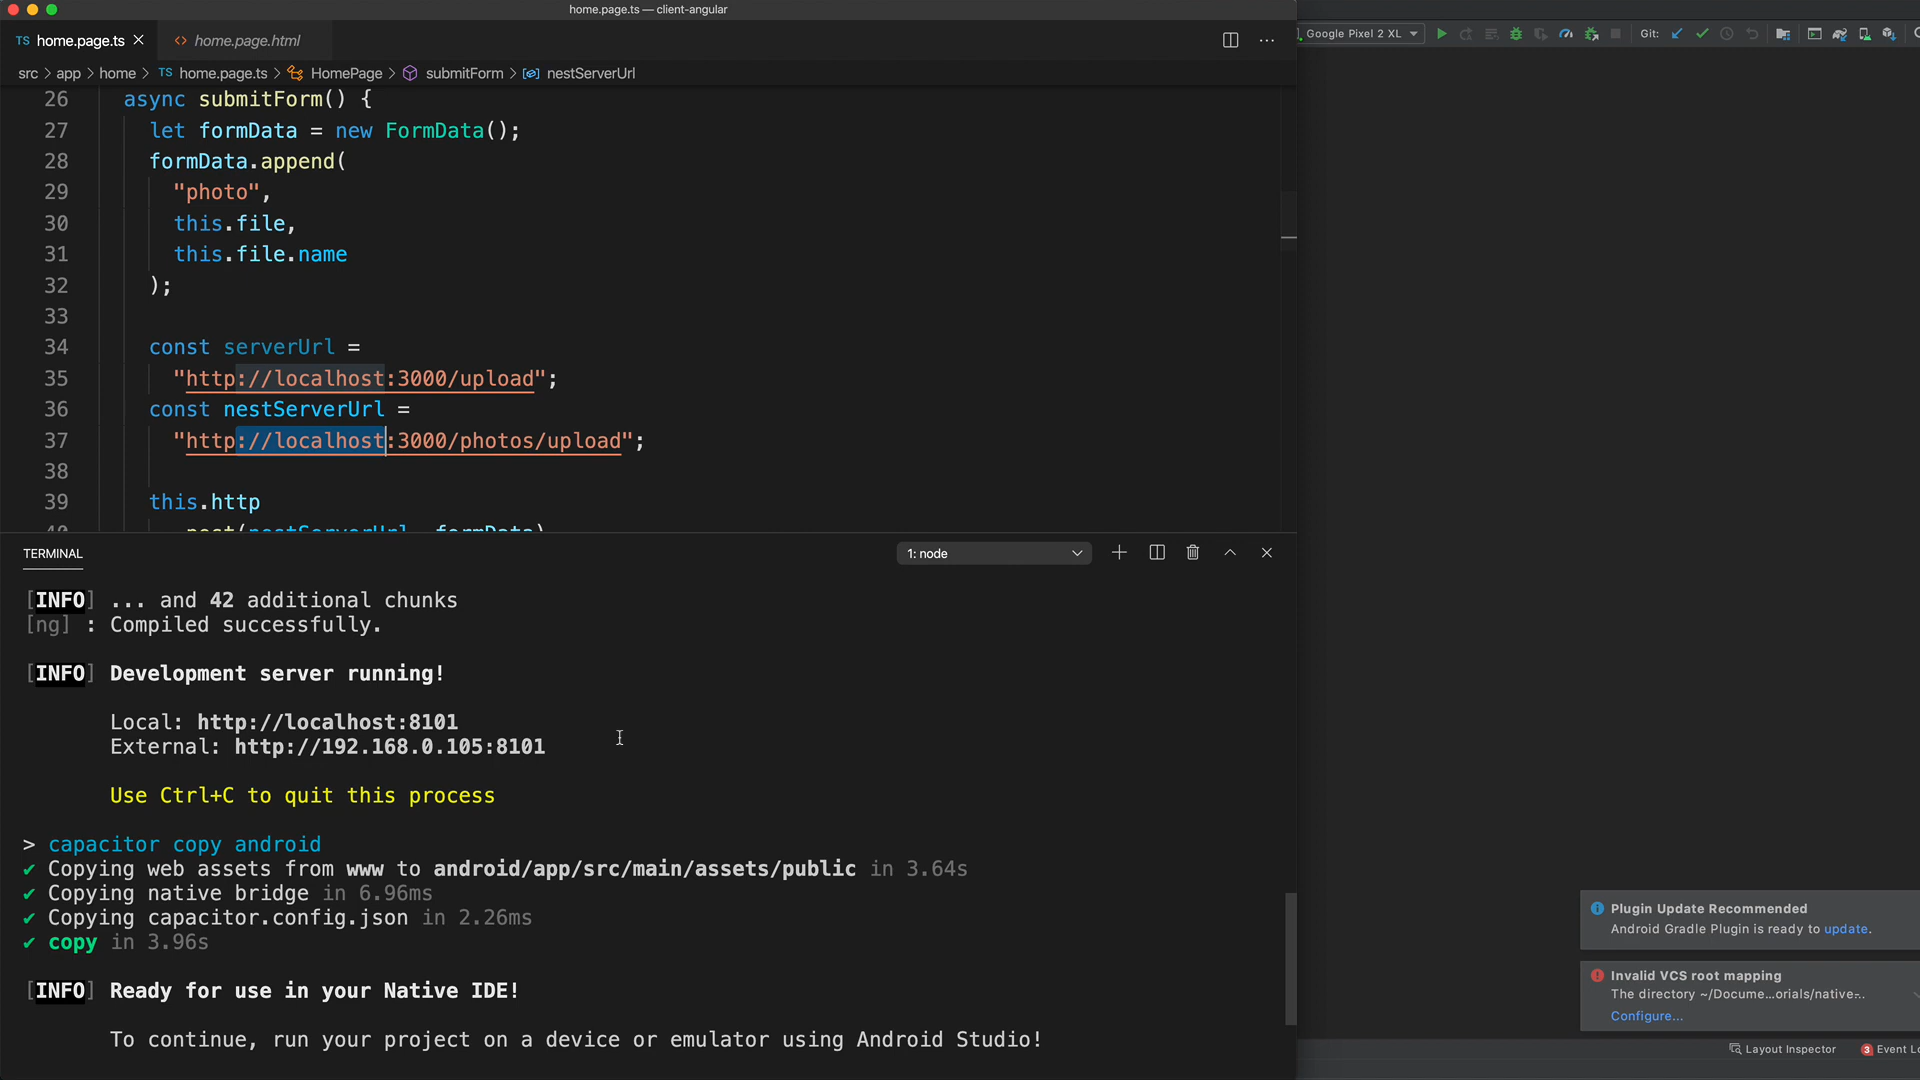 home.page.ts — client-angular
TS home.page.ts
<> home.page.html
Google Pixel 2 XL
Git:
src > app > home > TS home.page.ts > HomePage > submitForm > nestServerUrl
26 async submitForm() {
27 let formData = new FormData();
28 formData.append(
29 "photo",
30 this.file,
31 this.file.name
32 );
33
34 const serverUrl =
35 "http://localhost:3000/upload";
36 const nestServerUrl =
37 "http://localhost:3000/photos/upload";
38
39 this.http
40 post(nestServerUrl, formData)
TERMINAL
1: node
[INFO] ... and 42 additional chunks
[ng] : Compiled successfully.
[INFO] Development server running!
Local: http://localhost:8101
External: http://192.168.0.105:8101
Use Ctrl+C to quit this process
> capacitor copy android
✔ Copying web assets from www to android/app/src/main/assets/public in 3.64s
✔ Copying native bridge in 6.96ms
✔ Copying capacitor.config.json in 2.26ms
✔ copy in 3.96s
[INFO] Ready for use in your Native IDE!
To continue, run your project on a device or emulator using Android Studio!
Plugin Update Recommended
Android Gradle Plugin is ready to update.
Invalid VCS root mapping
The directory ~/Docume...orials/native-..
Configure...
Layout Inspector
3 Event Lo